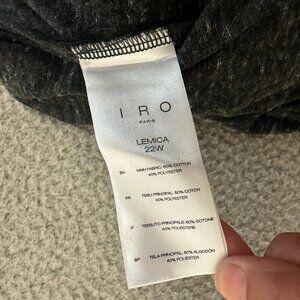 IRO
PARIS
LEMICA
22W
EN MAIN FABRIC: 60% COTTON
40% POLYESTER
FR TISSU PRINCIPAL: 60% COTON
40% POLYESTER
IT TESSUTO PRINCIPALE: 60% COTONE
40% POLIESTERE
SP TELA PRINCIPAL: 60% ALGODÓN
40% POLIÉSTER